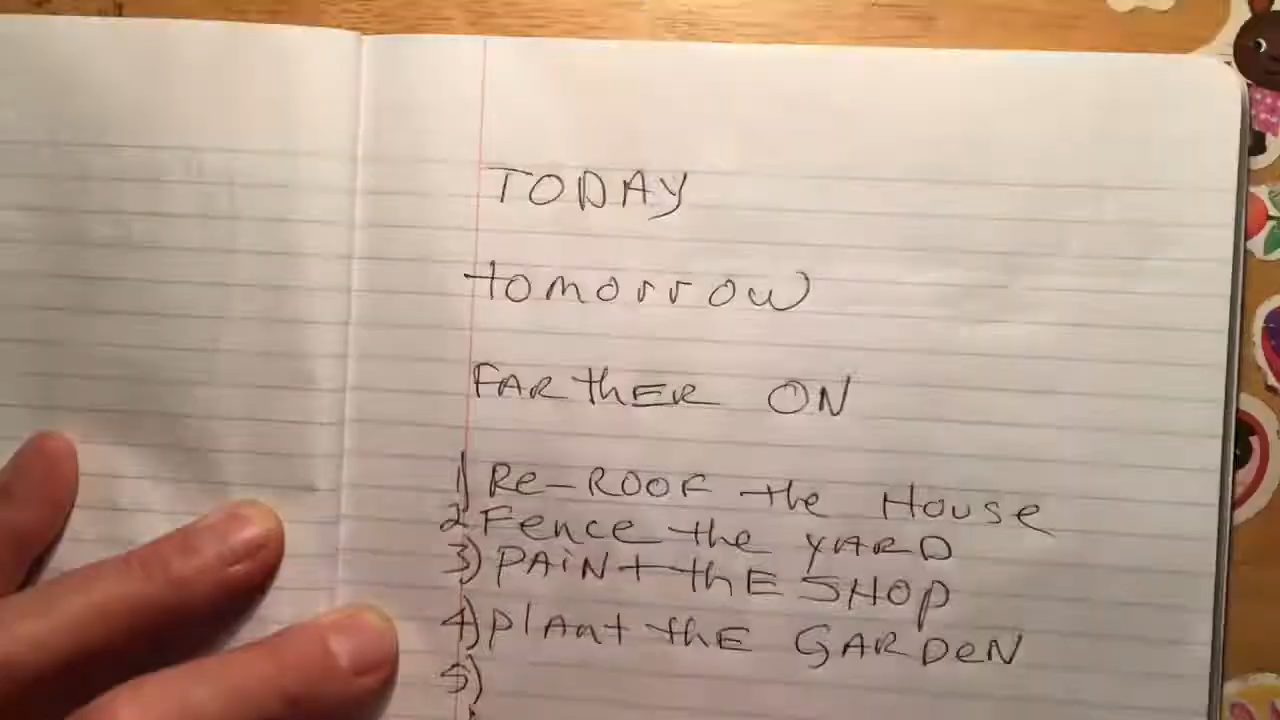 TODAY
tomorrow
FARthER ON
1) Re-ROOF the House
2 Fence the YARD
3) PAiNt thE SHOp
4) plAnt thE GARDeN
5)